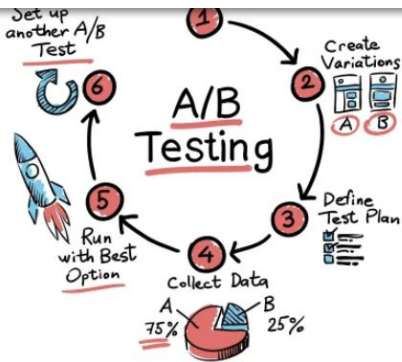 1
Set up
another A/B
Test
6
A/B
Testing
2
Create
Variations
A
B
3
Define
Test Plan
4
Collect Data
A
75%
B
25%
5
Run
with Best
Option